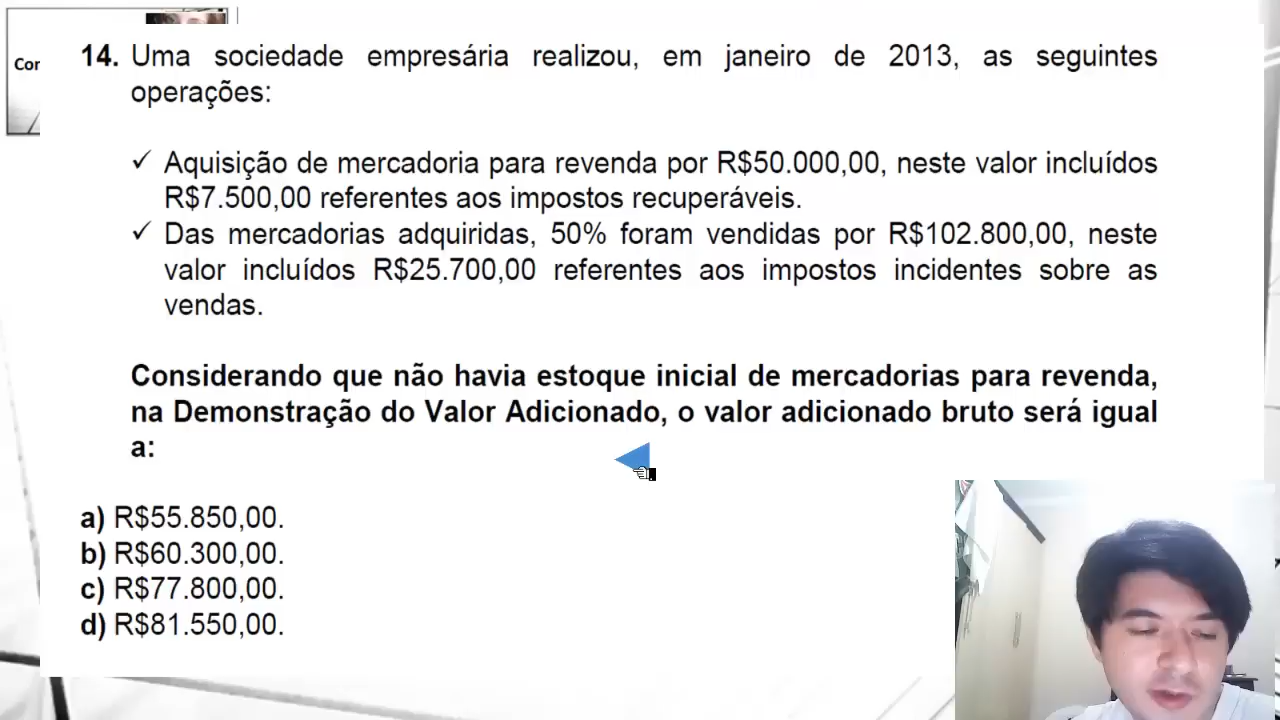 Cor
14. Uma sociedade empresária realizou, em janeiro de 2013, as seguintes
operações:
✓ Aquisição de mercadoria para revenda por R$50.000,00, neste valor incluídos
R$7.500,00 referentes aos impostos recuperáveis.
✓ Das mercadorias adquiridas, 50% foram vendidas por R$102.800,00, neste
valor incluídos R$25.700,00 referentes aos impostos incidentes sobre as
vendas.
Considerando que não havia estoque inicial de mercadorias para revenda,
na Demonstração do Valor Adicionado, o valor adicionado bruto será igual
a:
a) R$55.850,00.
b) R$60.300,00.
c) R$77.800,00.
d) R$81.550,00.